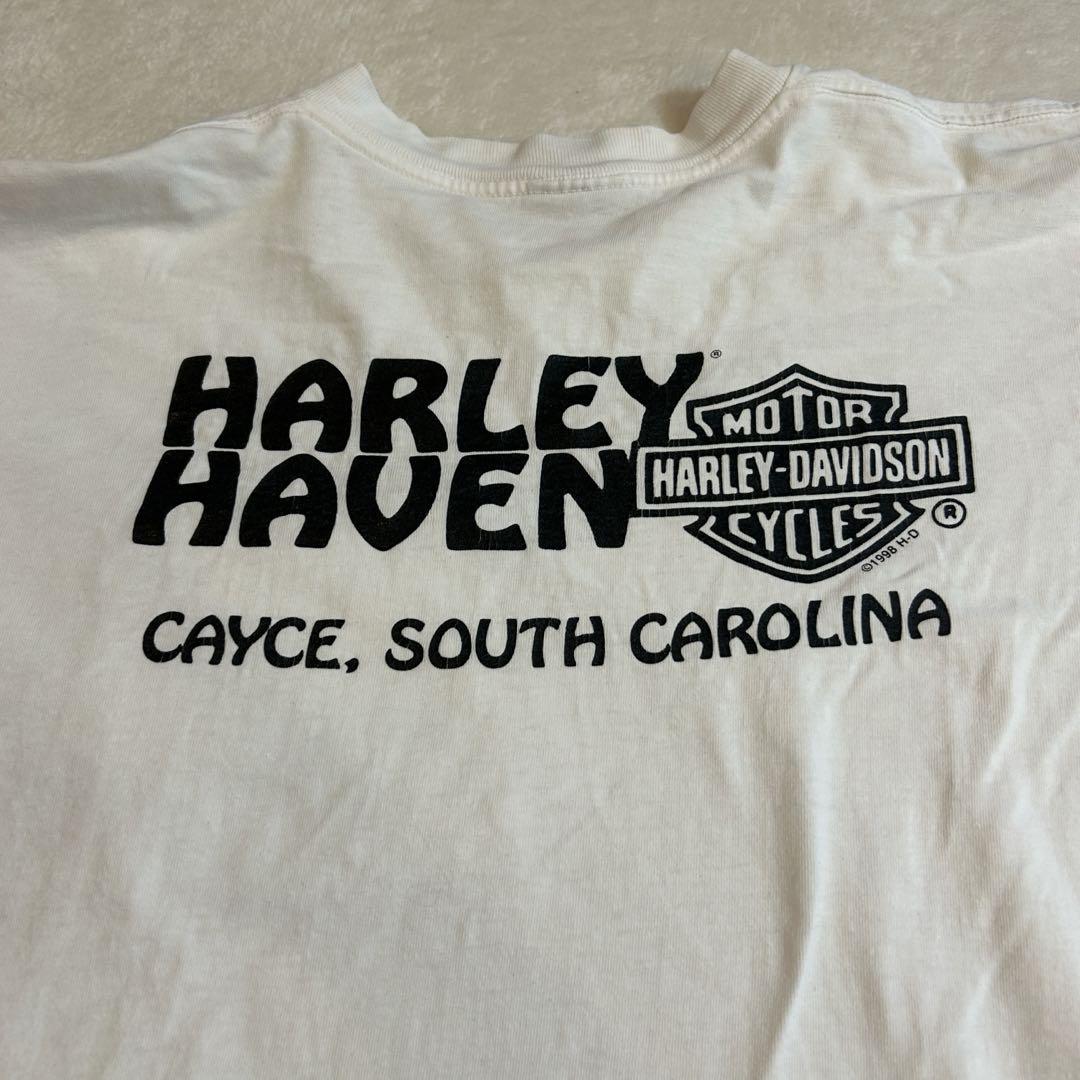 HARLEY®
HAVEN
MOTOR
HARLEY-DAVIDSON
CYCLES
®
©1998 H-D
CAYCE, SOUTH CAROLINA